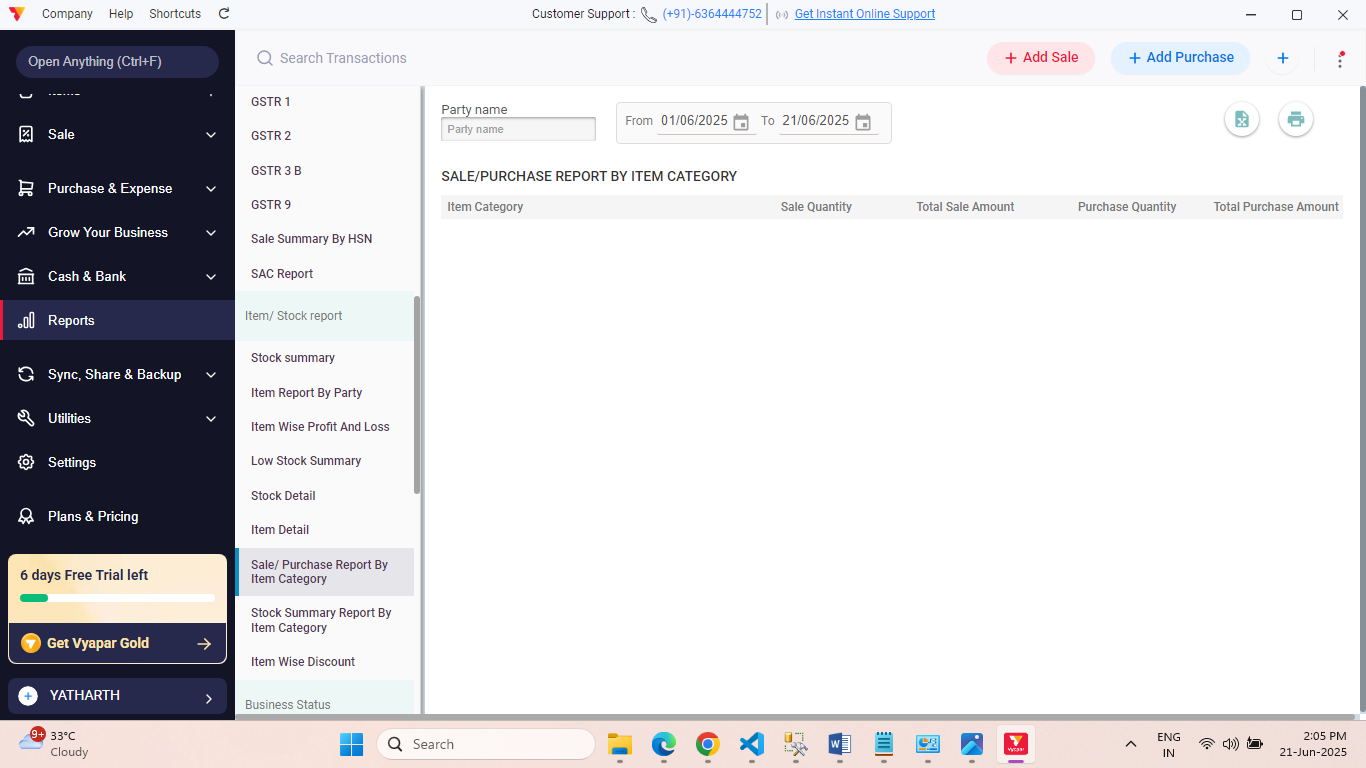 Company Help Shortcuts
Customer Support : (+91)-6364444752 Get Instant Online Support
Open Anything (Ctrl+F)
Search Transactions
Add Sale
Add Purchase
Sale
Purchase & Expense
Grow Your Business
Cash & Bank
Reports
Sync, Share & Backup
Utilities
Settings
Plans & Pricing
6 days Free Trial left
Get Vyapar Gold
YATHARTH
GSTR 1
GSTR 2
GSTR 3 B
GSTR 9
Sale Summary By HSN
SAC Report
Item/ Stock report
Stock summary
Item Report By Party
Item Wise Profit And Loss
Low Stock Summary
Stock Detail
Item Detail
Sale/ Purchase Report By
Item Category
Stock Summary Report By
Item Category
Item Wise Discount
Business Status
Party name
Party name
From 01/06/2025 To 21/06/2025
SALE/PURCHASE REPORT BY ITEM CATEGORY
Item Category Sale Quantity Total Sale Amount Purchase Quantity Total Purchase Amount
9+
33°C
Cloudy
Search
Vyapar
ENG
IN
2:05 PM
21-Jun-2025